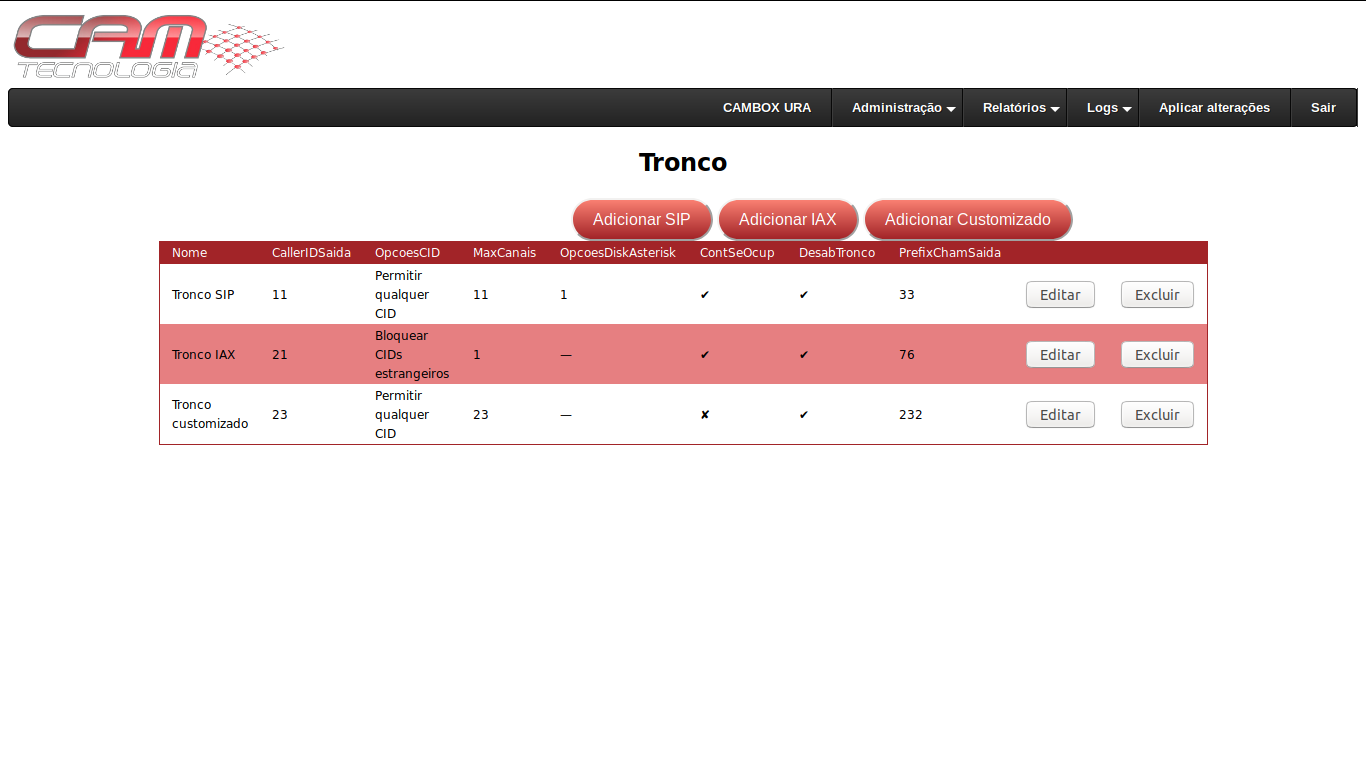 CAM
TECNOLOGIA
CAMBOX URA Administração Relatórios Logs Aplicar alterações Sair
Tronco
Adicionar SIP Adicionar IAX Adicionar Customizado
Nome CallerIDSaida OpcoesCID MaxCanais OpcoesDiskAsterisk ContSeOcup DesabTronco PrefixChamSaida
Tronco SIP 11 Permitir qualquer CID 11 1 ✔ ✔ 33 Editar Excluir
Tronco IAX 21 Bloquear CIDs estrangeiros 1 — ✔ ✔ 76 Editar Excluir
Tronco customizado 23 Permitir qualquer CID 23 — ✘ ✔ 232 Editar Excluir